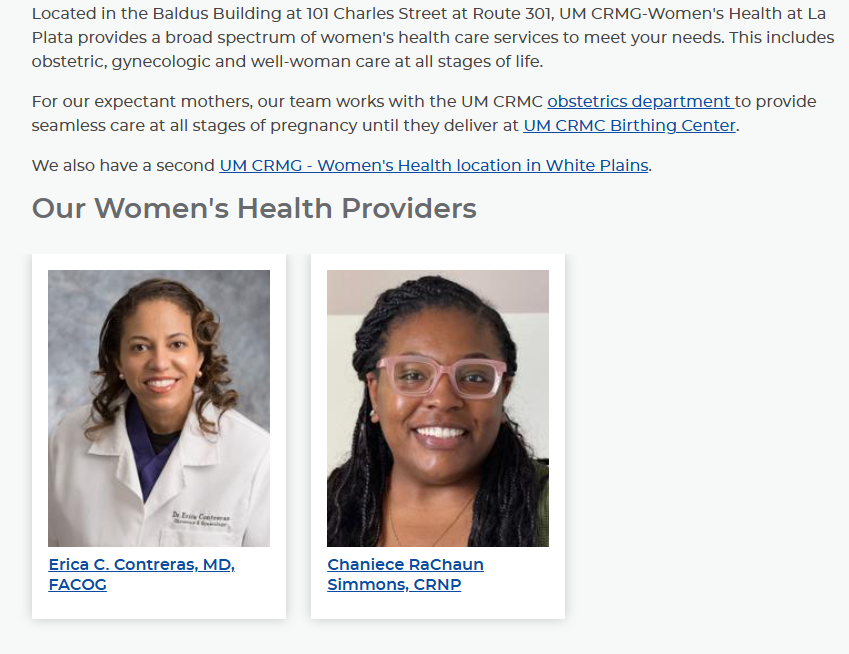 Located in the Baldus Building at 101 Charles Street at Route 301, UM CRMG-Women's Health at La
Plata provides a broad spectrum of women's health care services to meet your needs. This includes
obstetric, gynecologic and well-woman care at all stages of life.
For our expectant mothers, our team works with the UM CRMC obstetrics department to provide
seamless care at all stages of pregnancy until they deliver at UM CRMC Birthing Center.
We also have a second UM CRMG - Women's Health location in White Plains.
Our Women's Health Providers
Dr. Erica Contreras
Obstetrics & Gynecology
Erica C. Contreras, MD,
FACOG
Chaniece RaChaun
Simmons, CRNP